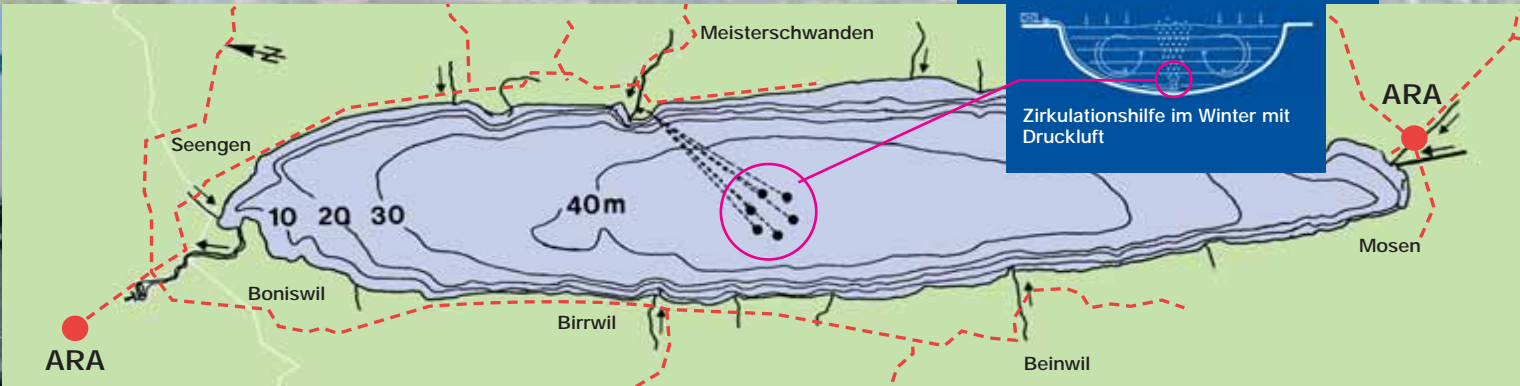 Meisterschwanden
Zirkulationshilfe im Winter mit
Druckluft
ARA
N
Seengen
10 20 30 40m
Mosen
Boniswil
Birrwil
Beinwil
ARA